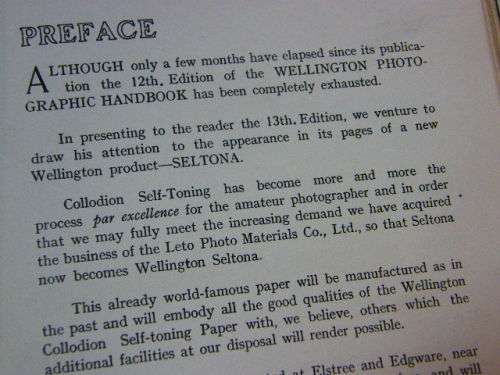 PREFACE
ALTHOUGH only a few months have elapsed since its publica-
tion the 12th. Edition of the WELLINGTON PHOTO-
GRAPHIC HANDBOOK has been completely exhausted.
In presenting to the reader the 13th. Edition, we venture to
draw his attention to the appearance in its pages of a new
Wellington product—SELTONA.
Collodion Self-Toning has become more and more the
process par excellence for the amateur photographer and in order
that we may fully meet the increasing demand we have acquired
the business of the Leto Photo Materials Co., Ltd., so that Seltona
now becomes Wellington Seltona.
This already world-famous paper will be manufactured as in
the past and will embody all the good qualities of the Wellington
Collodion Self-toning Paper with, we believe, others which the
additional facilities at our disposal will render possible.
at Elstree and Edgware, near
and will